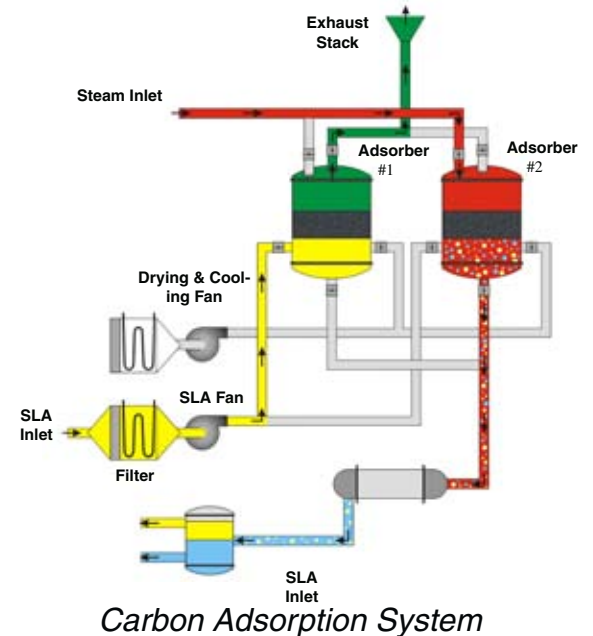 Exhaust
Stack
Steam Inlet
Adsorber
#1
Adsorber
#2
Drying & Cool-
ing Fan
SLA Fan
SLA
Inlet
Filter
SLA
Inlet
Carbon Adsorption System